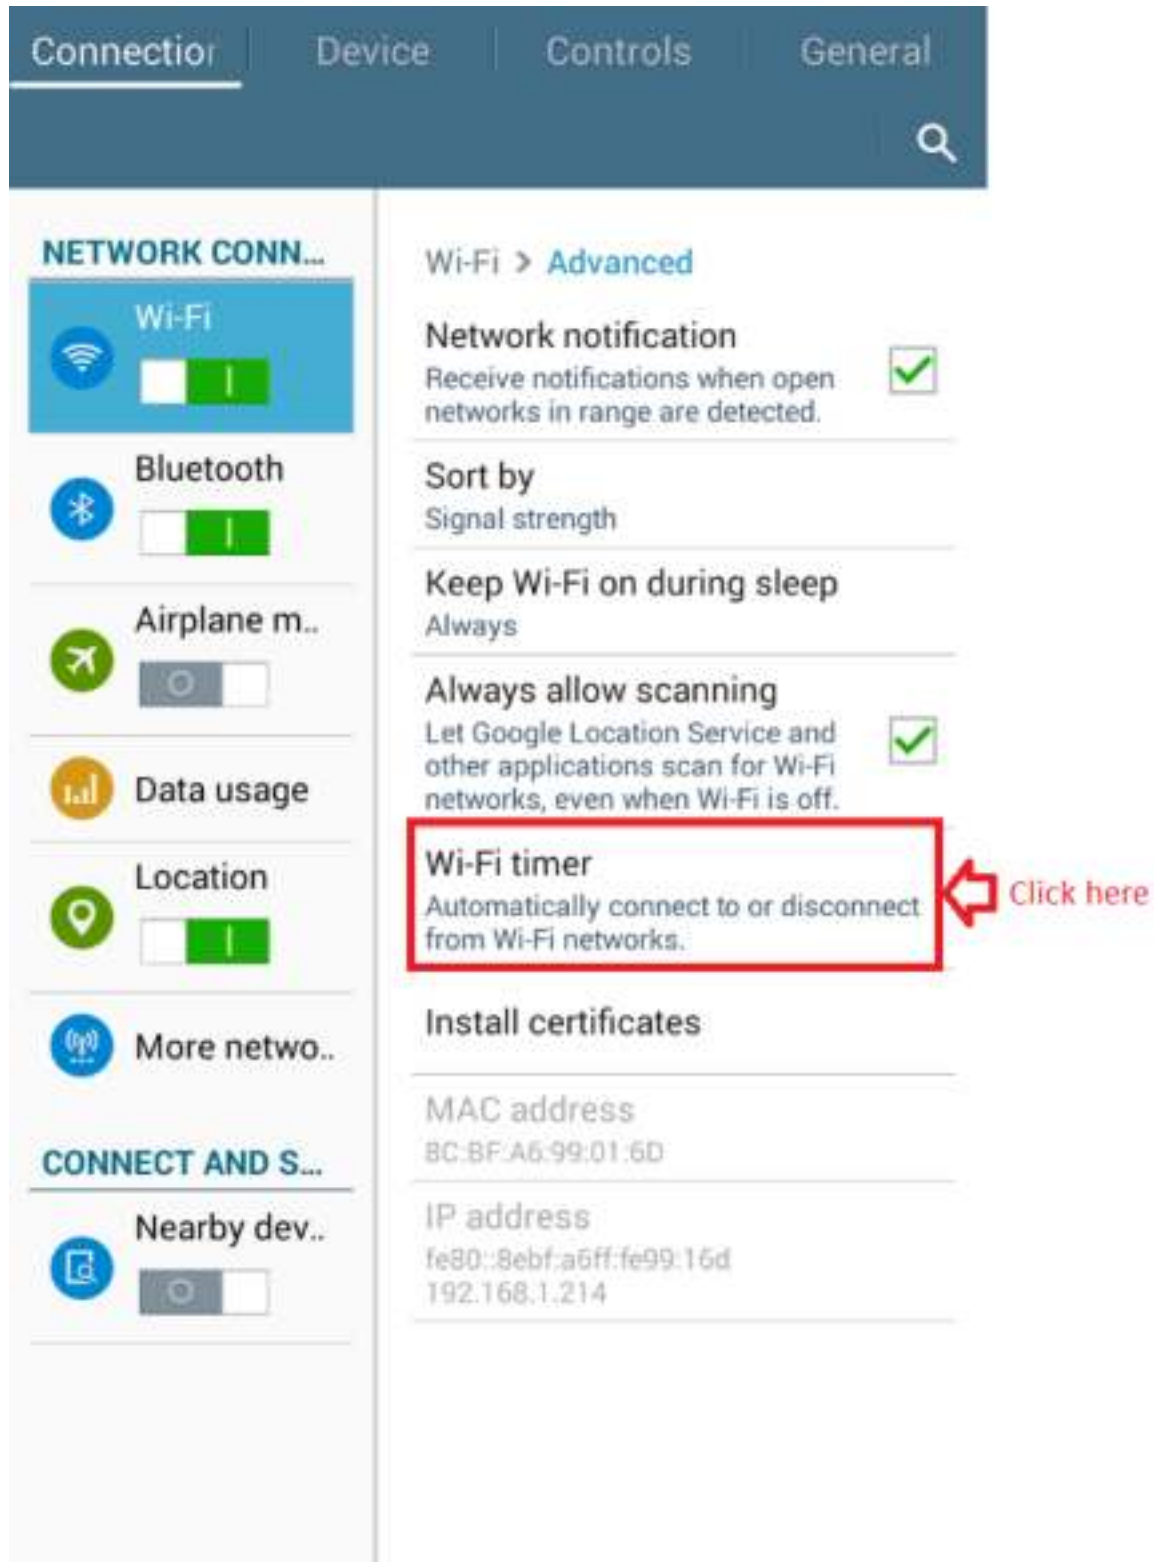 Connection
Device
Controls
General
NETWORK CONN...
Wi-Fi
Bluetooth
Airplane m..
Data usage
Location
More netwo..
CONNECT AND S...
Nearby dev..
Wi-Fi > Advanced
Network notification
Receive notifications when open
networks in range are detected.
Sort by
Signal strength
Keep Wi-Fi on during sleep
Always
Always allow scanning
Let Google Location Service and
other applications scan for Wi-Fi
networks, even when Wi-Fi is off.
Wi-Fi timer
Automatically connect to or disconnect
from Wi-Fi networks.
Click here
Install certificates
MAC address
8C:BF:A6:99:01:6D
IP address
fe80::8ebf:a6ff:fe99:16d
192.168.1.214